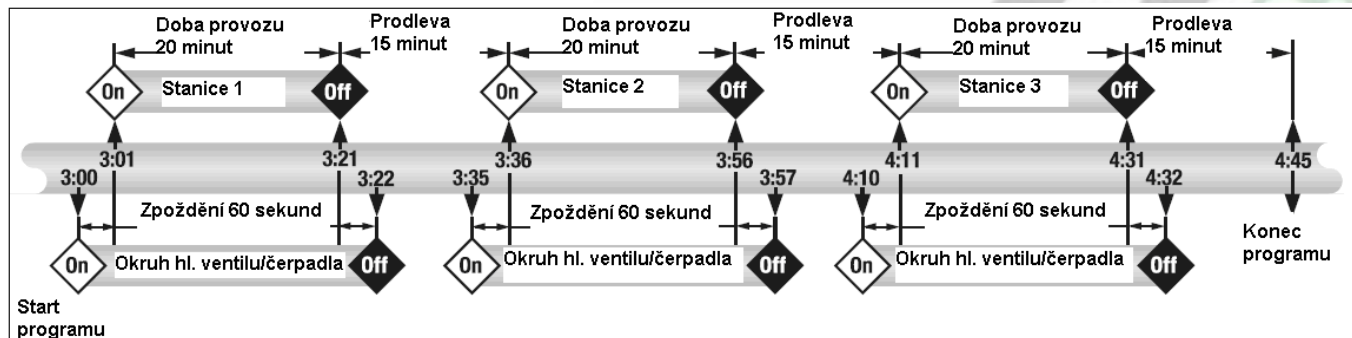 Doba provozu
20 minut
Prodleva
15 minut
Doba provozu
20 minut
Prodleva
15 minut
Doba provozu
20 minut
Prodleva
15 minut
On
Stanice 1
Off
On
Stanice 2
Off
On
Stanice 3
Off
3:01
3:21
3:36
3:56
4:11
4:31
4:45
3:00
3:22
3:35
3:57
4:10
4:32
Zpoždění 60 sekund
Zpoždění 60 sekund
Zpoždění 60 sekund
On
Okruh hl. ventilu/čerpadla
Off
On
Okruh hl. ventilu/čerpadla
Off
On
Okruh hl. ventilu/čerpadla
Off
Konec
programu
Start
programu